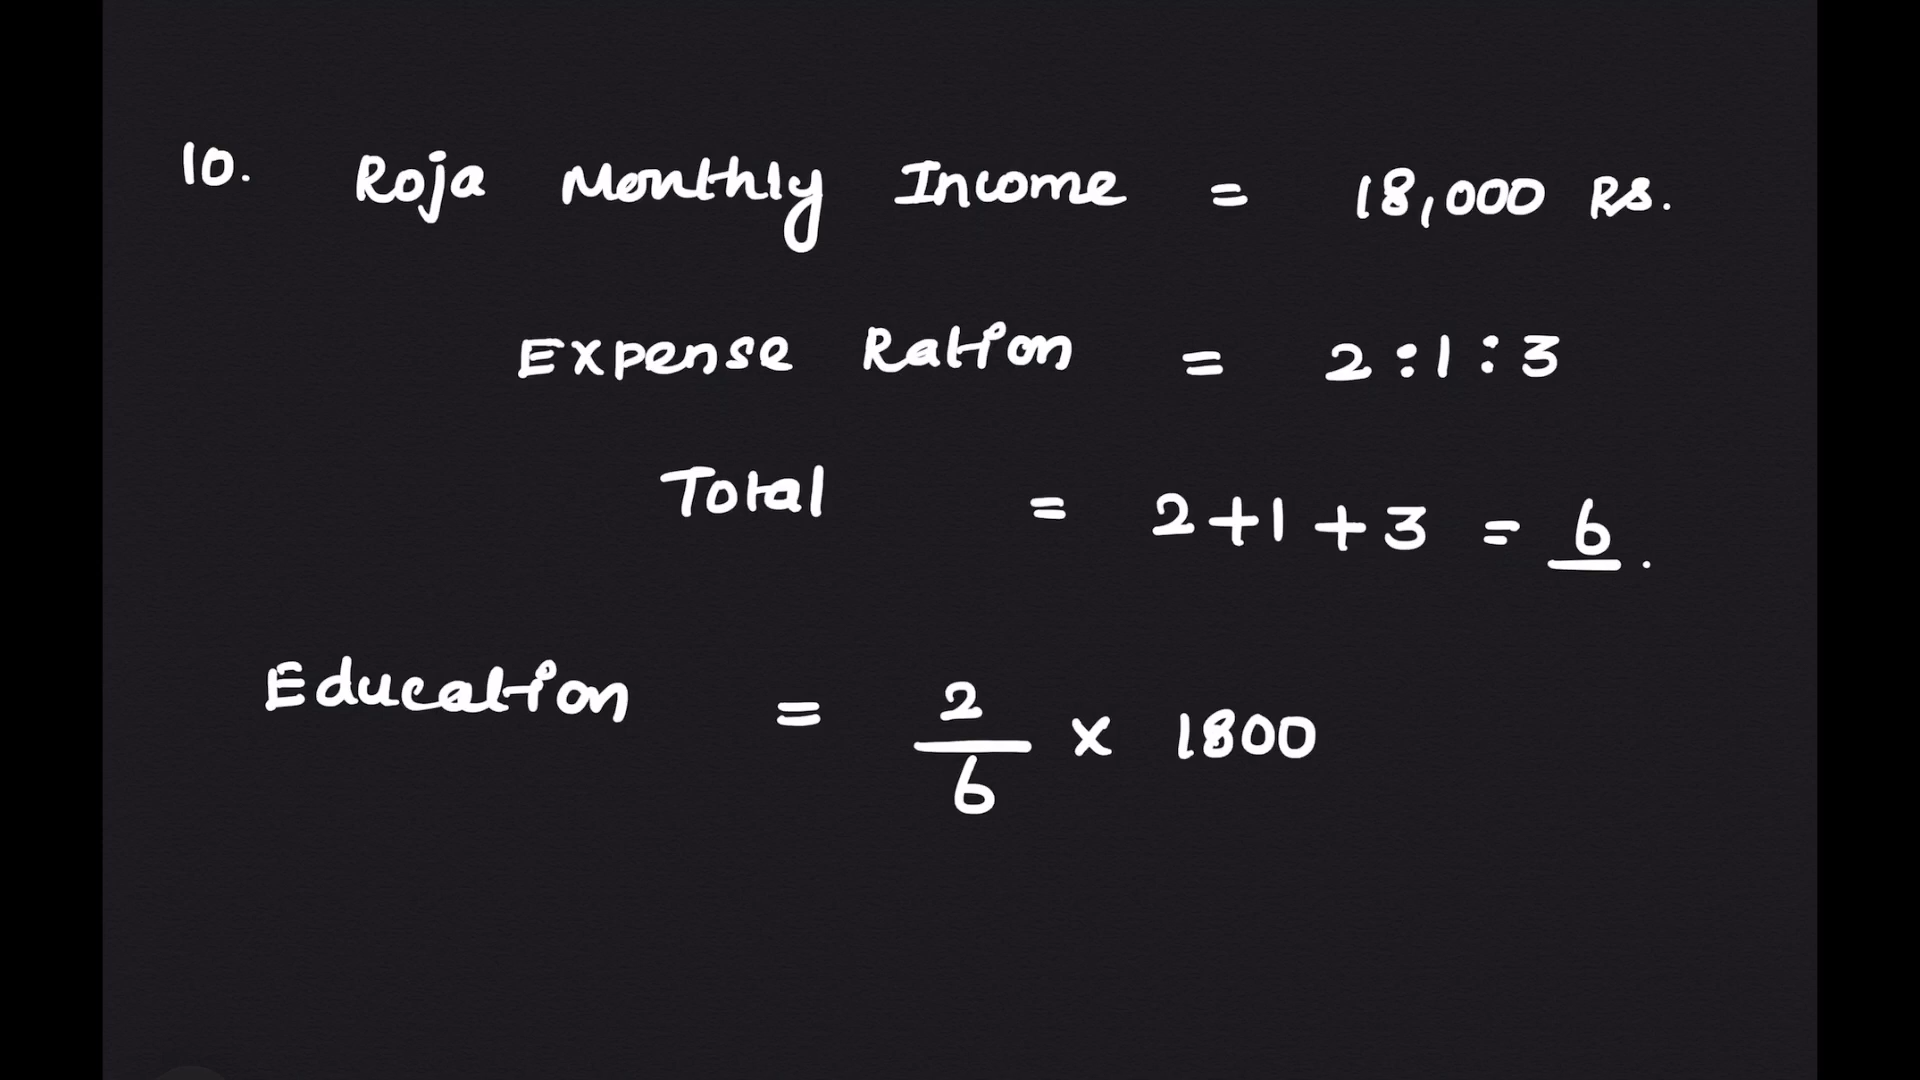 10. Roja Monthly Income = 18,000 Rs.
Expense Ration = 2:1:3
Total = 2+1+3 = 6.
Education = 2/6 x 1800